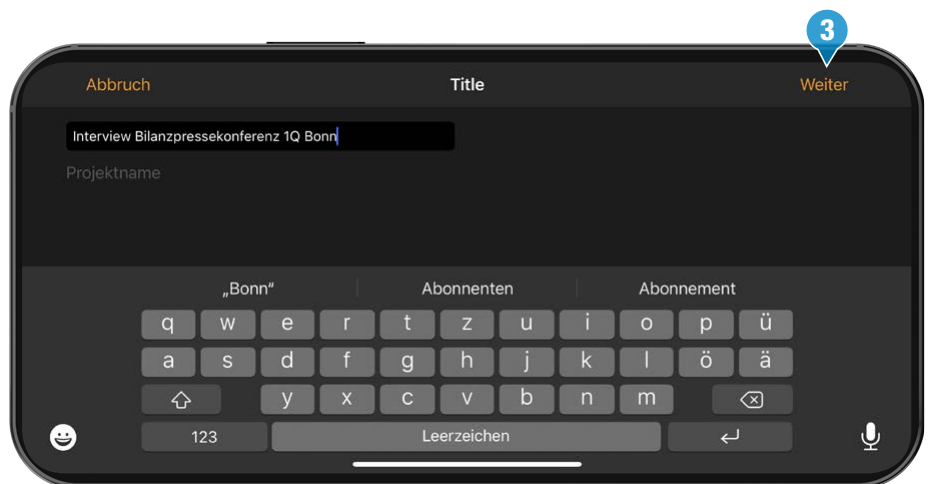 3
Abbruch Title Weiter
Interview Bilanzpressekonferenz 1Q Bonn
Projektname
„Bonn“ Abonnenten Abonnement
q w e r t z u i o p ü
a s d f g h j k l ö ä
y x c v b n m
123 Leerzeichen